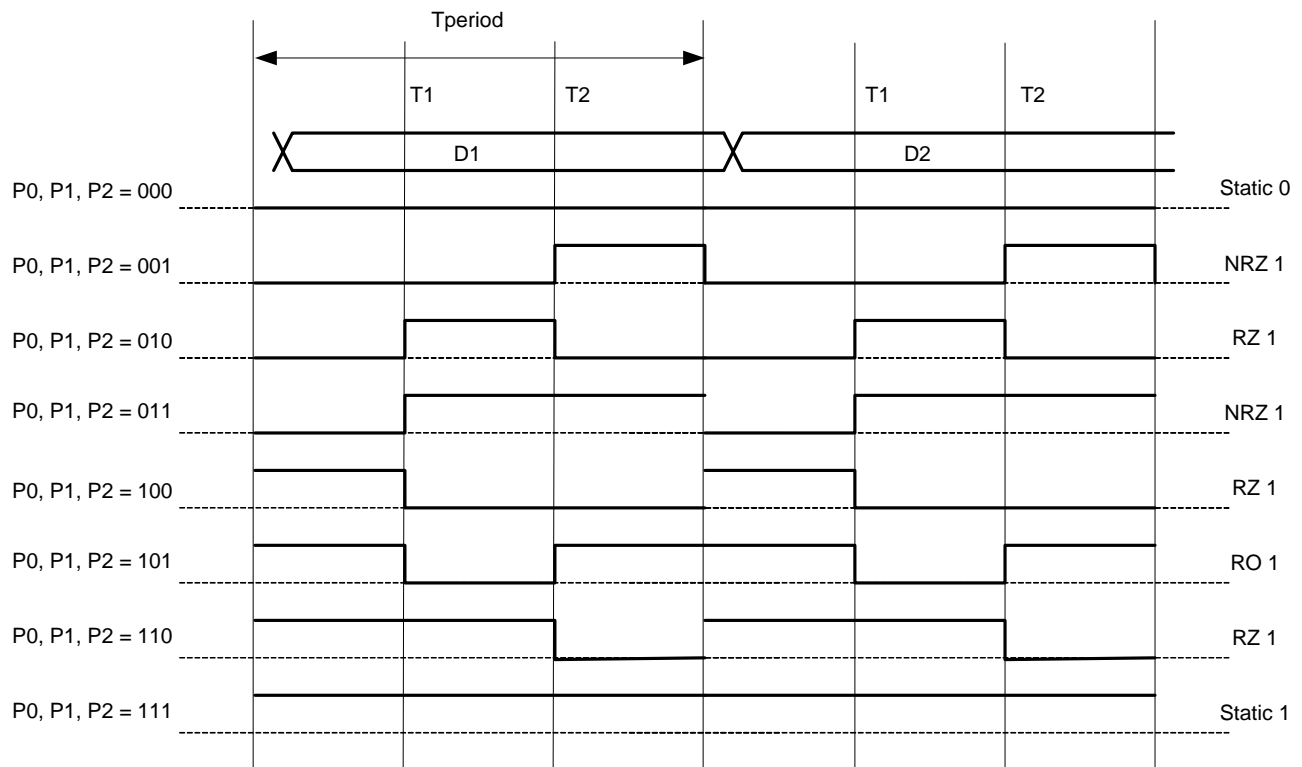 Tperiod
T1 T2 T1 T2
D1 D2
P0, P1, P2 = 000 Static 0
P0, P1, P2 = 001 NRZ 1
P0, P1, P2 = 010 RZ 1
P0, P1, P2 = 011 NRZ 1
P0, P1, P2 = 100 RZ 1
P0, P1, P2 = 101 RO 1
P0, P1, P2 = 110 RZ 1
P0, P1, P2 = 111 Static 1